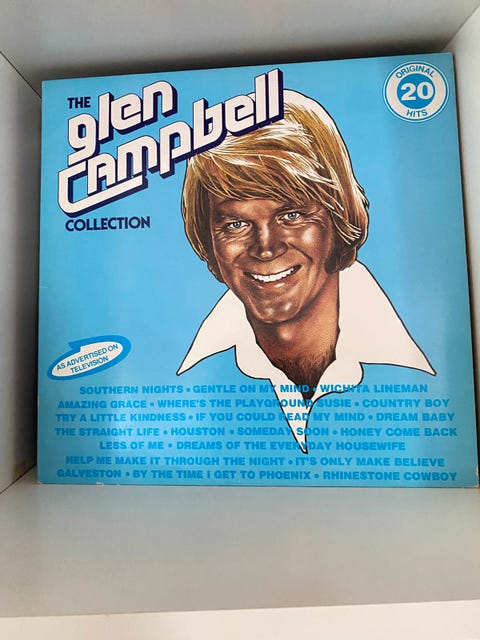 THE
glen
Campbell
COLLECTION
ORIGINAL
20
HITS
AS ADVERTISED ON
TELEVISION
SOUTHERN NIGHTS • GENTLE ON MY MIND • WICHITA LINEMAN
AMAZING GRACE • WHERE'S THE PLAYGROUND SUSIE • COUNTRY BOY
TRY A LITTLE KINDNESS • IF YOU COULD READ MY MIND • DREAM BABY
THE STRAIGHT LIFE • HOUSTON • SOMEDAY SOON • HONEY COME BACK
LESS OF ME • DREAMS OF THE EVERYDAY HOUSEWIFE
HELP ME MAKE IT THROUGH THE NIGHT • IT'S ONLY MAKE BELIEVE
GALVESTON • BY THE TIME I GET TO PHOENIX • RHINESTONE COWBOY